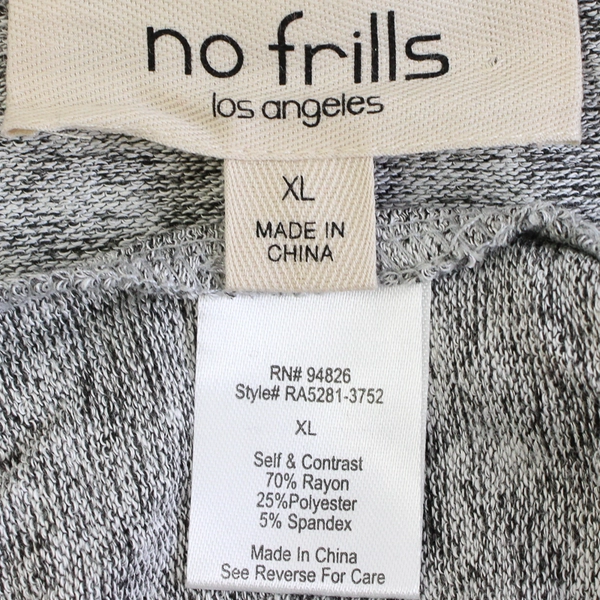 no frills
los angeles
XL
MADE IN
CHINA
RN# 94826
Style# RA5281-3752
XL
Self & Contrast
70% Rayon
25%Polyester
5% Spandex
Made In China
See Reverse For Care